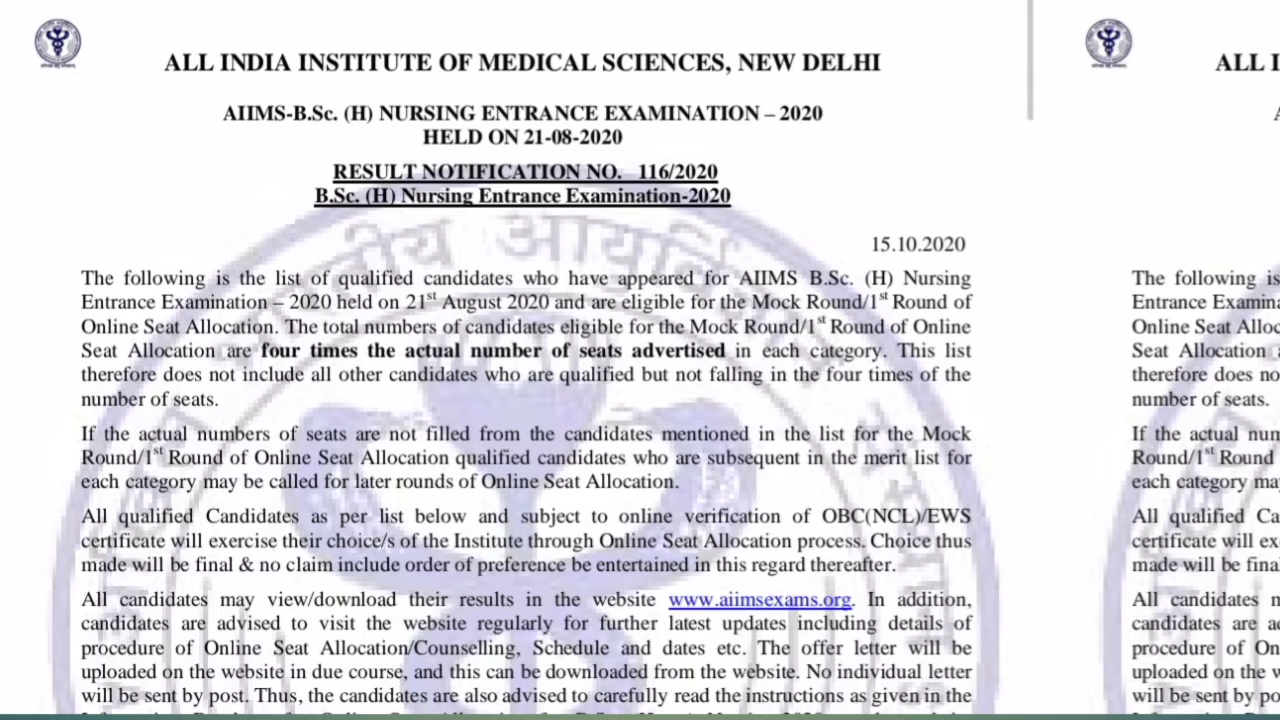 ALL INDIA INSTITUTE OF MEDICAL SCIENCES, NEW DELHI
AIIMS-B.Sc. (H) NURSING ENTRANCE EXAMINATION – 2020
HELD ON 21-08-2020
RESULT NOTIFICATION NO. 116/2020
B.Sc. (H) Nursing Entrance Examination-2020
15.10.2020
The following is the list of qualified candidates who have appeared for AIIMS B.Sc. (H) Nursing
Entrance Examination – 2020 held on 21st August 2020 and are eligible for the Mock Round/1st Round of
Online Seat Allocation. The total numbers of candidates eligible for the Mock Round/1st Round of Online
Seat Allocation are four times the actual number of seats advertised in each category. This list
therefore does not include all other candidates who are qualified but not falling in the four times of the
number of seats.
If the actual numbers of seats are not filled from the candidates mentioned in the list for the Mock
Round/1st Round of Online Seat Allocation qualified candidates who are subsequent in the merit list for
each category may be called for later rounds of Online Seat Allocation.
All qualified Candidates as per list below and subject to online verification of OBC(NCL)/EWS
certificate will exercise their choice/s of the Institute through Online Seat Allocation process. Choice thus
made will be final & no claim include order of preference be entertained in this regard thereafter.
All candidates may view/download their results in the website www.aiimsexams.org. In addition,
candidates are advised to visit the website regularly for further latest updates including details of
procedure of Online Seat Allocation/Counselling, Schedule and dates etc. The offer letter will be
uploaded on the website in due course, and this can be downloaded from the website. No individual letter
will be sent by post. Thus, the candidates are also advised to carefully read the instructions as given in the
ALL I
The following is
Entrance Examin
Online Seat Alloc
Seat Allocation
therefore does no
number of seats.
If the actual num
Round/1st Round
each category may
All qualified Ca
certificate will ex
made will be final
All candidates m
candidates are ad
procedure of On
uploaded on the w
will be sent by po